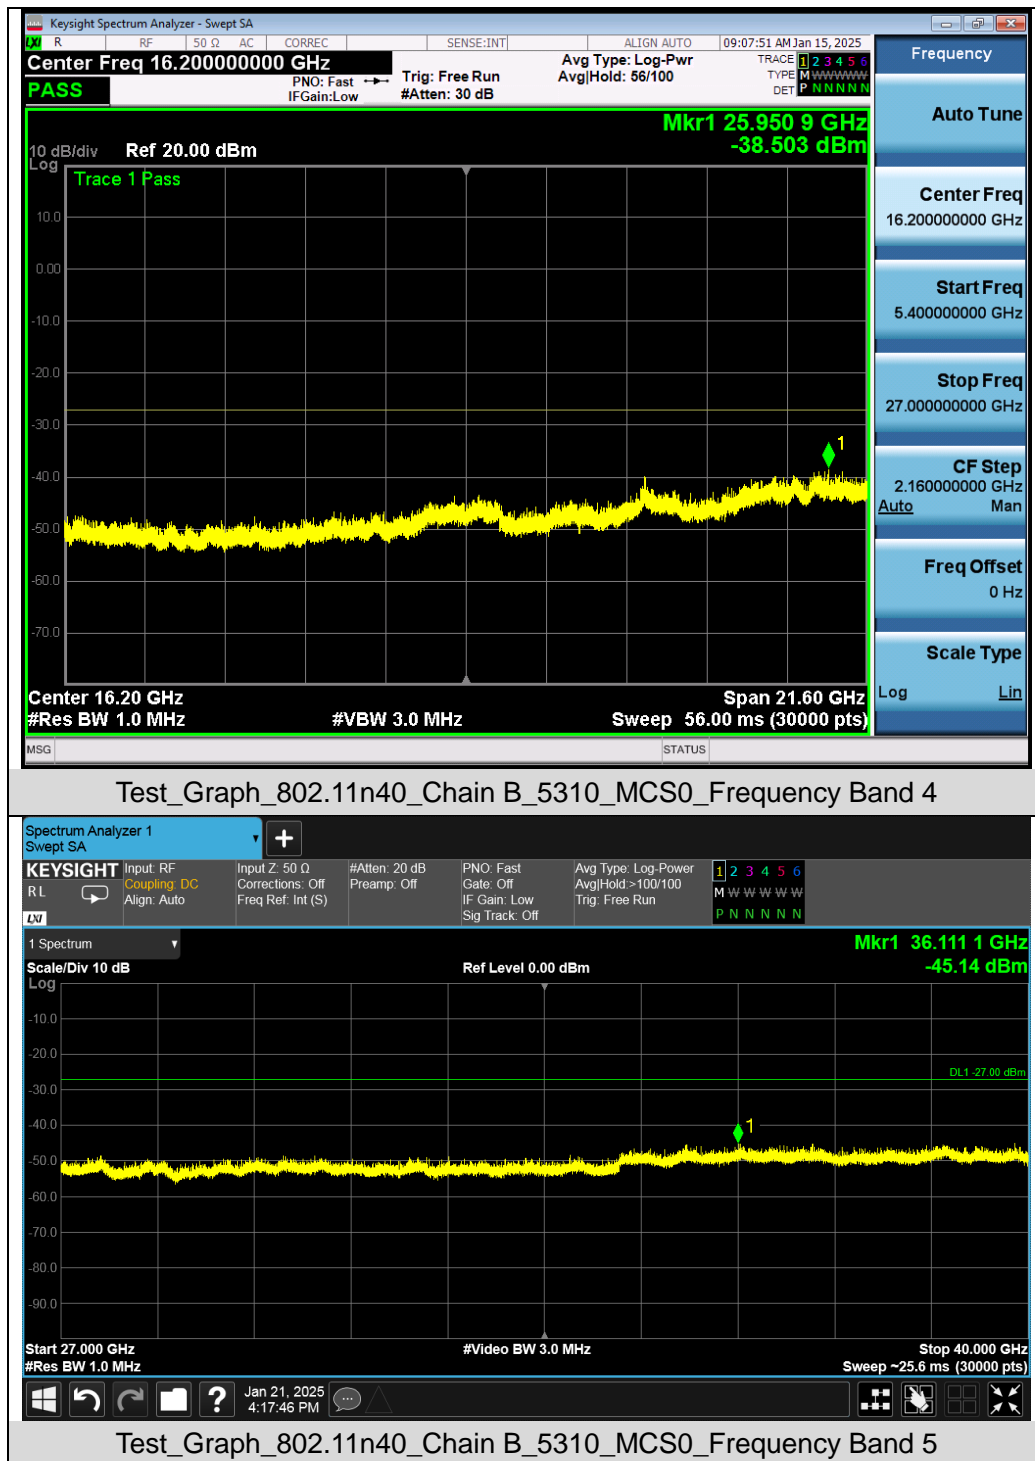 Keysight Spectrum Analyzer - Swept SA
LXI R RF 50 Ω AC CORREC SENSE:INT ALIGN AUTO 09:07:51 AM Jan 15, 2025
Center Freq 16.200000000 GHz
PASS
PNO: Fast
IFGain:Low
Trig: Free Run
#Atten: 30 dB
Avg Type: Log-Pwr
Avg|Hold: 56/100
TRACE 1 2 3 4 5 6
TYPE M W W W W W
DET P N N N N N
Mkr1 25.950 9 GHz
-38.503 dBm
10 dB/div Ref 20.00 dBm
Log
Trace 1 Pass
10.0
0.00
-10.0
-20.0
-30.0
-40.0
-50.0
-60.0
-70.0
1
Center 16.20 GHz Span 21.60 GHz
#Res BW 1.0 MHz #VBW 3.0 MHz Sweep 56.00 ms (30000 pts)
MSG STATUS
Frequency
Auto Tune
Center Freq
16.200000000 GHz
Start Freq
5.400000000 GHz
Stop Freq
27.000000000 GHz
CF Step
2.160000000 GHz
Auto Man
Freq Offset
0 Hz
Scale Type
Log Lin
Test_Graph_802.11n40_Chain B_5310_MCS0_Frequency Band 4
Spectrum Analyzer 1
Swept SA
+
KEYSIGHT
RL
LXI
Input: RF
Coupling: DC
Align: Auto
Input Z: 50 Ω
Corrections: Off
Freq Ref: Int (S)
#Atten: 20 dB
Preamp: Off
PNO: Fast
Gate: Off
IF Gain: Low
Sig Track: Off
Avg Type: Log-Power
Avg|Hold:>100/100
Trig: Free Run
1 2 3 4 5 6
M W W W W W
P N N N N N
1 Spectrum
Mkr1 36.111 1 GHz
-45.14 dBm
Scale/Div 10 dB Ref Level 0.00 dBm
Log
-10.0
-20.0
DL1 -27.00 dBm
-30.0
-40.0
1
-50.0
-60.0
-70.0
-80.0
-90.0
Start 27.000 GHz #Video BW 3.0 MHz Stop 40.000 GHz
#Res BW 1.0 MHz Sweep ~25.6 ms (30000 pts)
?
Jan 21, 2025
4:17:46 PM
Test_Graph_802.11n40_Chain B_5310_MCS0_Frequency Band 5